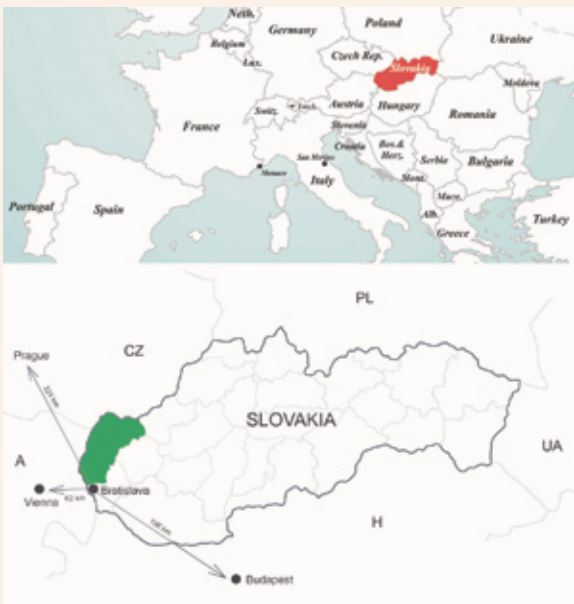 Neth.
Poland
Germany
Ukraine
Belgium
Czech Rep.
Lux.
Slovakia
Moldova
Liech.
Austria
Hungary
Switz.
Romania
France
Slovenia
Croatia
Bos.&
Herz.
San Marino
Serbia
Monaco
Bulgaria
Italy
Mont.
Portugal
Spain
Mace.
Alb.
Turkey
Greece
PL
CZ
Prague
SLOVAKIA
UA
A
Bratislava
Vienna
62 km
H
Budapest